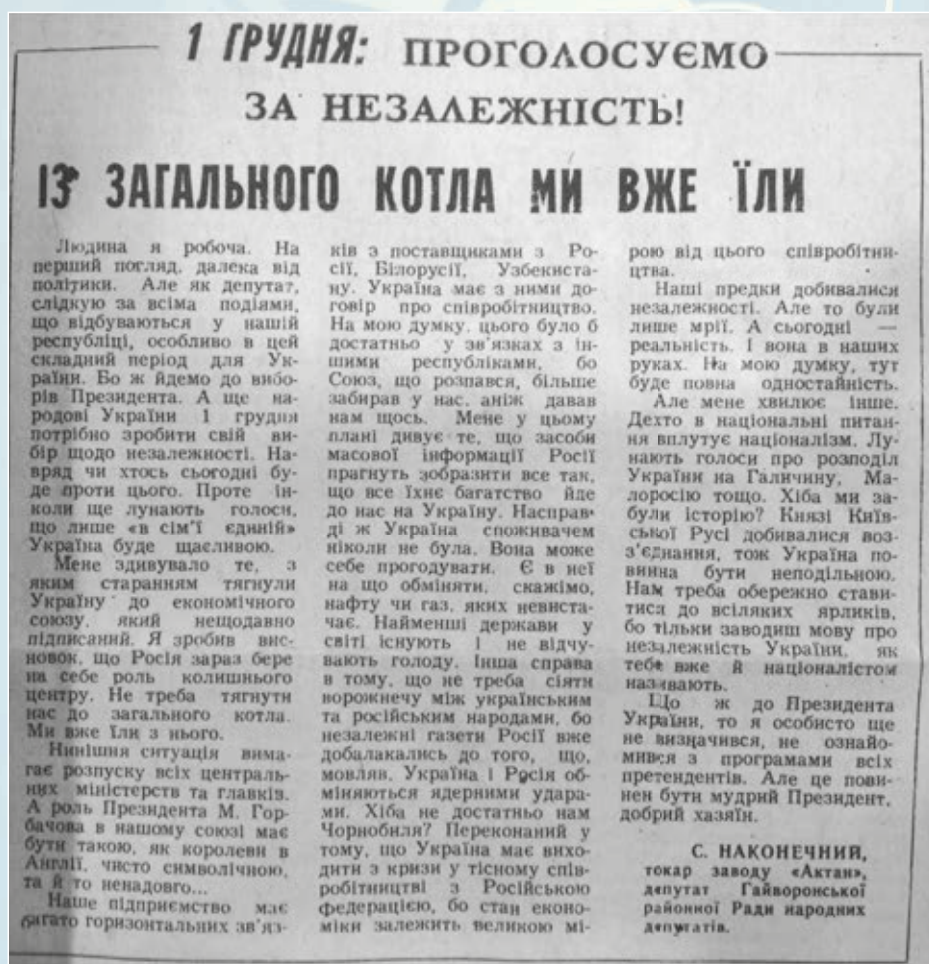 1 ГРУДНЯ: ПРОГОЛОСУЄМО
ЗА НЕЗАЛЕЖНІСТЬ!
ІЗ ЗАГАЛЬНОГО КОТЛА МИ ВЖЕ ЇЛИ
Людина я робоча. На
перший погляд, далека від
політики. Але як депутат,
слідкую за всіма подіями,
що відбуваються у нашій
республіці, особливо в цей
складний період для Ук-
раїни. Бо ж йдемо до вибо-
рів Президента. А ще на-
родові України 1 грудня
потрібно зробити свій ви-
бір щодо незалежності. На-
вряд чи хтось сьогодні бу-
де проти цього. Проте ін-
коли ще лунають голоси,
що лише «в сім'ї єдиній»
Україна буде щасливою.
Мене здивувало те, з
яким старанням тягнули
Україну до економічного
союзу, який нещодавно
підписаний. Я зробив вис-
новок, що Росія зараз бере
на себе роль колишнього
центру. Не треба тягнути
нас до загального котла.
Ми вже їли з нього.
Нинішня ситуація вима-
гає розпуску всіх централь-
них міністерств та главків.
А роль Президента М. Гор-
бачова в нашому союзі має
бути такою, як королеви в
Англії, чисто символічною,
та й то ненадовго...
Наше підприємство має
багато горизонтальних зв'яз-
ків з поставщиками з Ро-
сії, Білорусії, Узбекиста-
ну. Україна має з ними до-
говір про співробітництво.
На мою думку, цього було б
достатньо у зв'язках з ін-
шими республіками, бо
Союз, що розпався, більше
забирав у нас, аніж давав
нам щось. Мене у цьому
плані дивує те, що засоби
масової інформації Росії
прагнуть зобразити все так,
що все їхнє багатство йде
до нас на Україну. Насправ-
ді ж Україна споживачем
ніколи не була. Вона може
себе прогодувати. Є в неї
на що обміняти, скажімо,
нафту чи газ, яких невиста-
чає. Найменші держави у
світі існують і не відчу-
вають голоду. Інша справа
в тому, що не треба сіяти
ворожнечу між українським
та російським народами, бо
незалежні газети Росії вже
добалакались до того, що,
мовляв, Україна і Росія об-
міняються ядерними удара-
ми. Хіба не достатньо нам
Чорнобиля? Переконаний у
тому, що Україна має вихо-
дити з кризи у тісному спів-
робітництві з Російською
федерацією, бо стан еконо-
міки залежить великою мі-
рою від цього співробітни-
цтва.
Наші предки добивалися
незалежності. Але то були
лише мрії. А сьогодні —
реальність. І вона в наших
руках. На мою думку, тут
буде повна одностайність.
Але мене хвилює інше.
Дехто в національні питан-
ня вплутує націоналізм. Лу-
нають голоси про розподіл
України на Галичину, Ма-
лоросію тощо. Хіба ми за-
були історію? Князі Київ-
ської Русі добивалися воз-
з'єднання, тож Україна по-
винна бути неподільною.
Нам треба обережно стави-
тися до всіляких ярликів,
бо тільки заводиш мову про
незалежність України, як
тебе вже й націоналістом
називають.
Що ж до Президента
України, то я особисто ще
не визначився, не ознайо-
мився з програмами всіх
претендентів. Але це пови-
нен бути мудрий Президент,
добрий хазяїн.
С. НАКОНЕЧНИЙ,
токар заводу «Актан»,
депутат Гайворонської
районної Ради народних
депутатів.